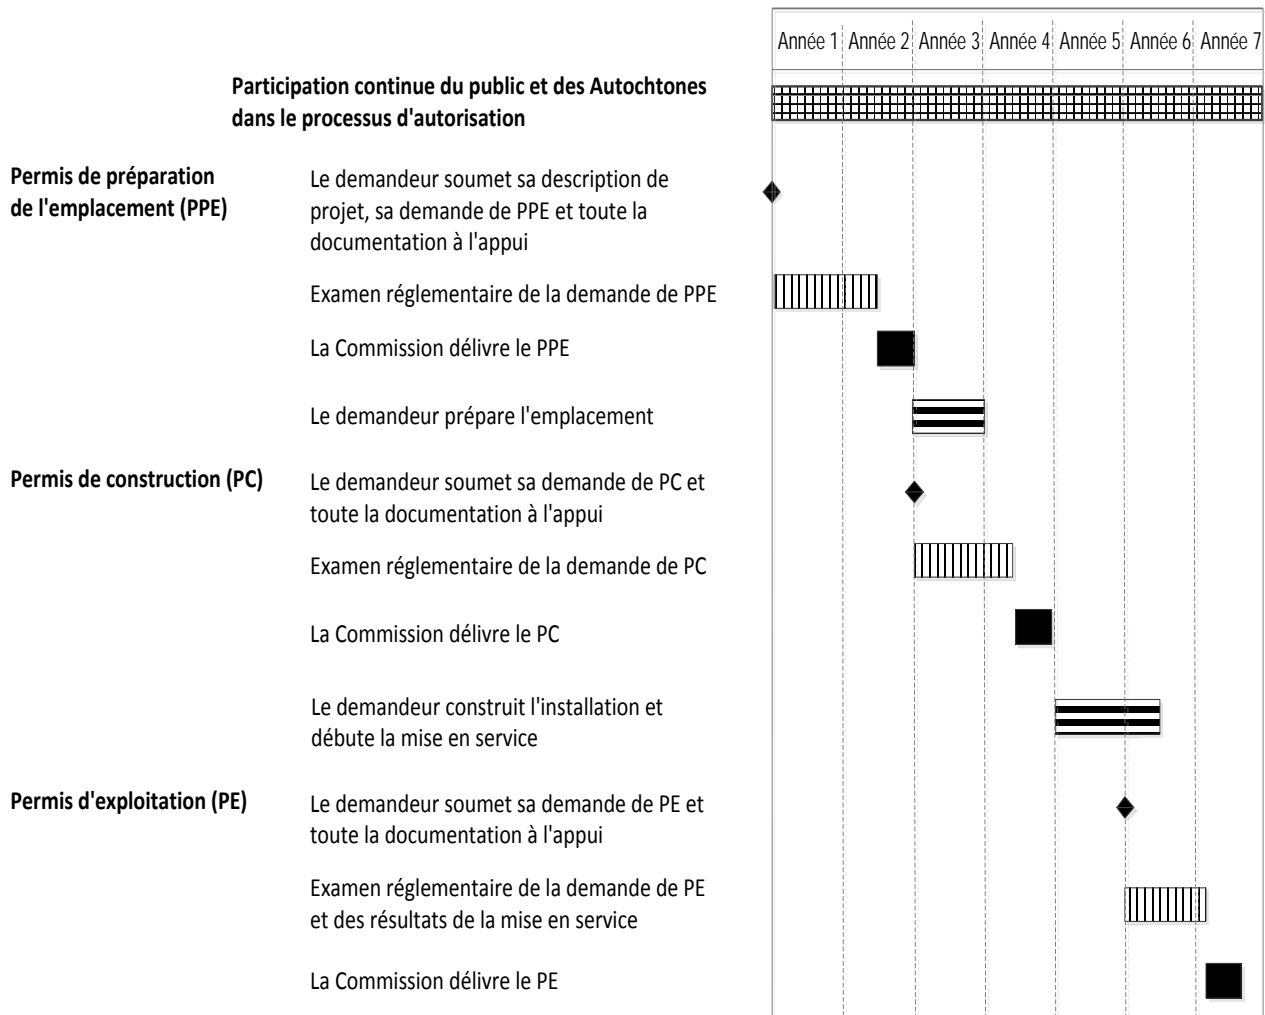 Année 1 Année 2 Année 3 Année 4 Année 5 Année 6 Année 7
Participation continue du public et des Autochtones
dans le processus d'autorisation
Permis de préparation
de l'emplacement (PPE)
Le demandeur soumet sa description de
projet, sa demande de PPE et toute la
documentation à l'appui
Examen réglementaire de la demande de PPE
La Commission délivre le PPE
Le demandeur prépare l'emplacement
Permis de construction (PC)
Le demandeur soumet sa demande de PC et
toute la documentation à l'appui
Examen réglementaire de la demande de PC
La Commission délivre le PC
Le demandeur construit l'installation et
débute la mise en service
Permis d'exploitation (PE)
Le demandeur soumet sa demande de PE et
toute la documentation à l'appui
Examen réglementaire de la demande de PE
et des résultats de la mise en service
La Commission délivre le PE